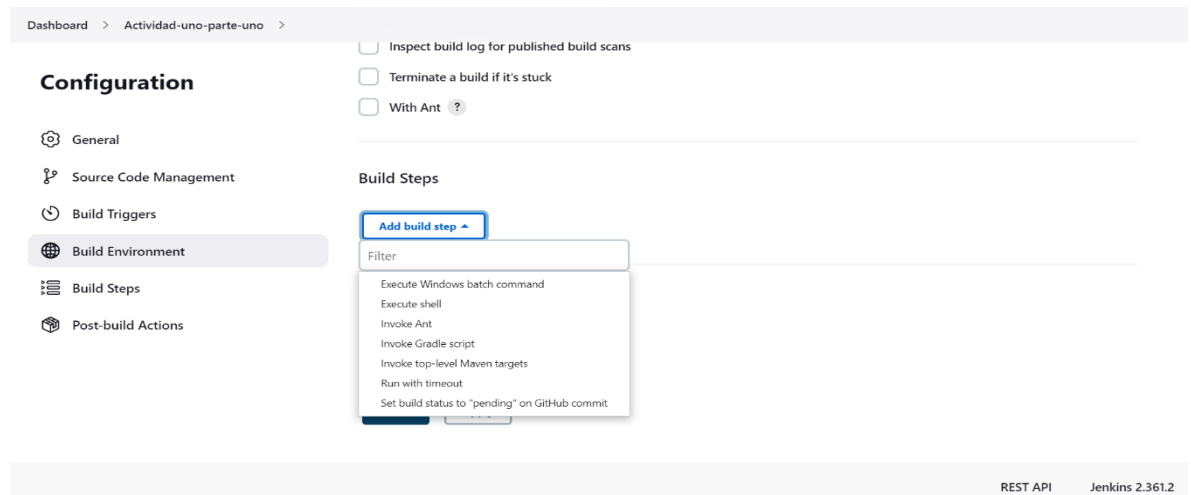 Dashboard > Actividad-uno-parte-uno >
Inspect build log for published build scans
Configuration
Terminate a build if it's stuck
With Ant ?
General
Source Code Management
Build Triggers
Build Environment
Build Steps
Post-build Actions
Build Steps
Add build step
Filter
Execute Windows batch command
Execute shell
Invoke Ant
Invoke Gradle script
Invoke top-level Maven targets
Run with timeout
Set build status to "pending" on GitHub commit
REST API Jenkins 2.361.2